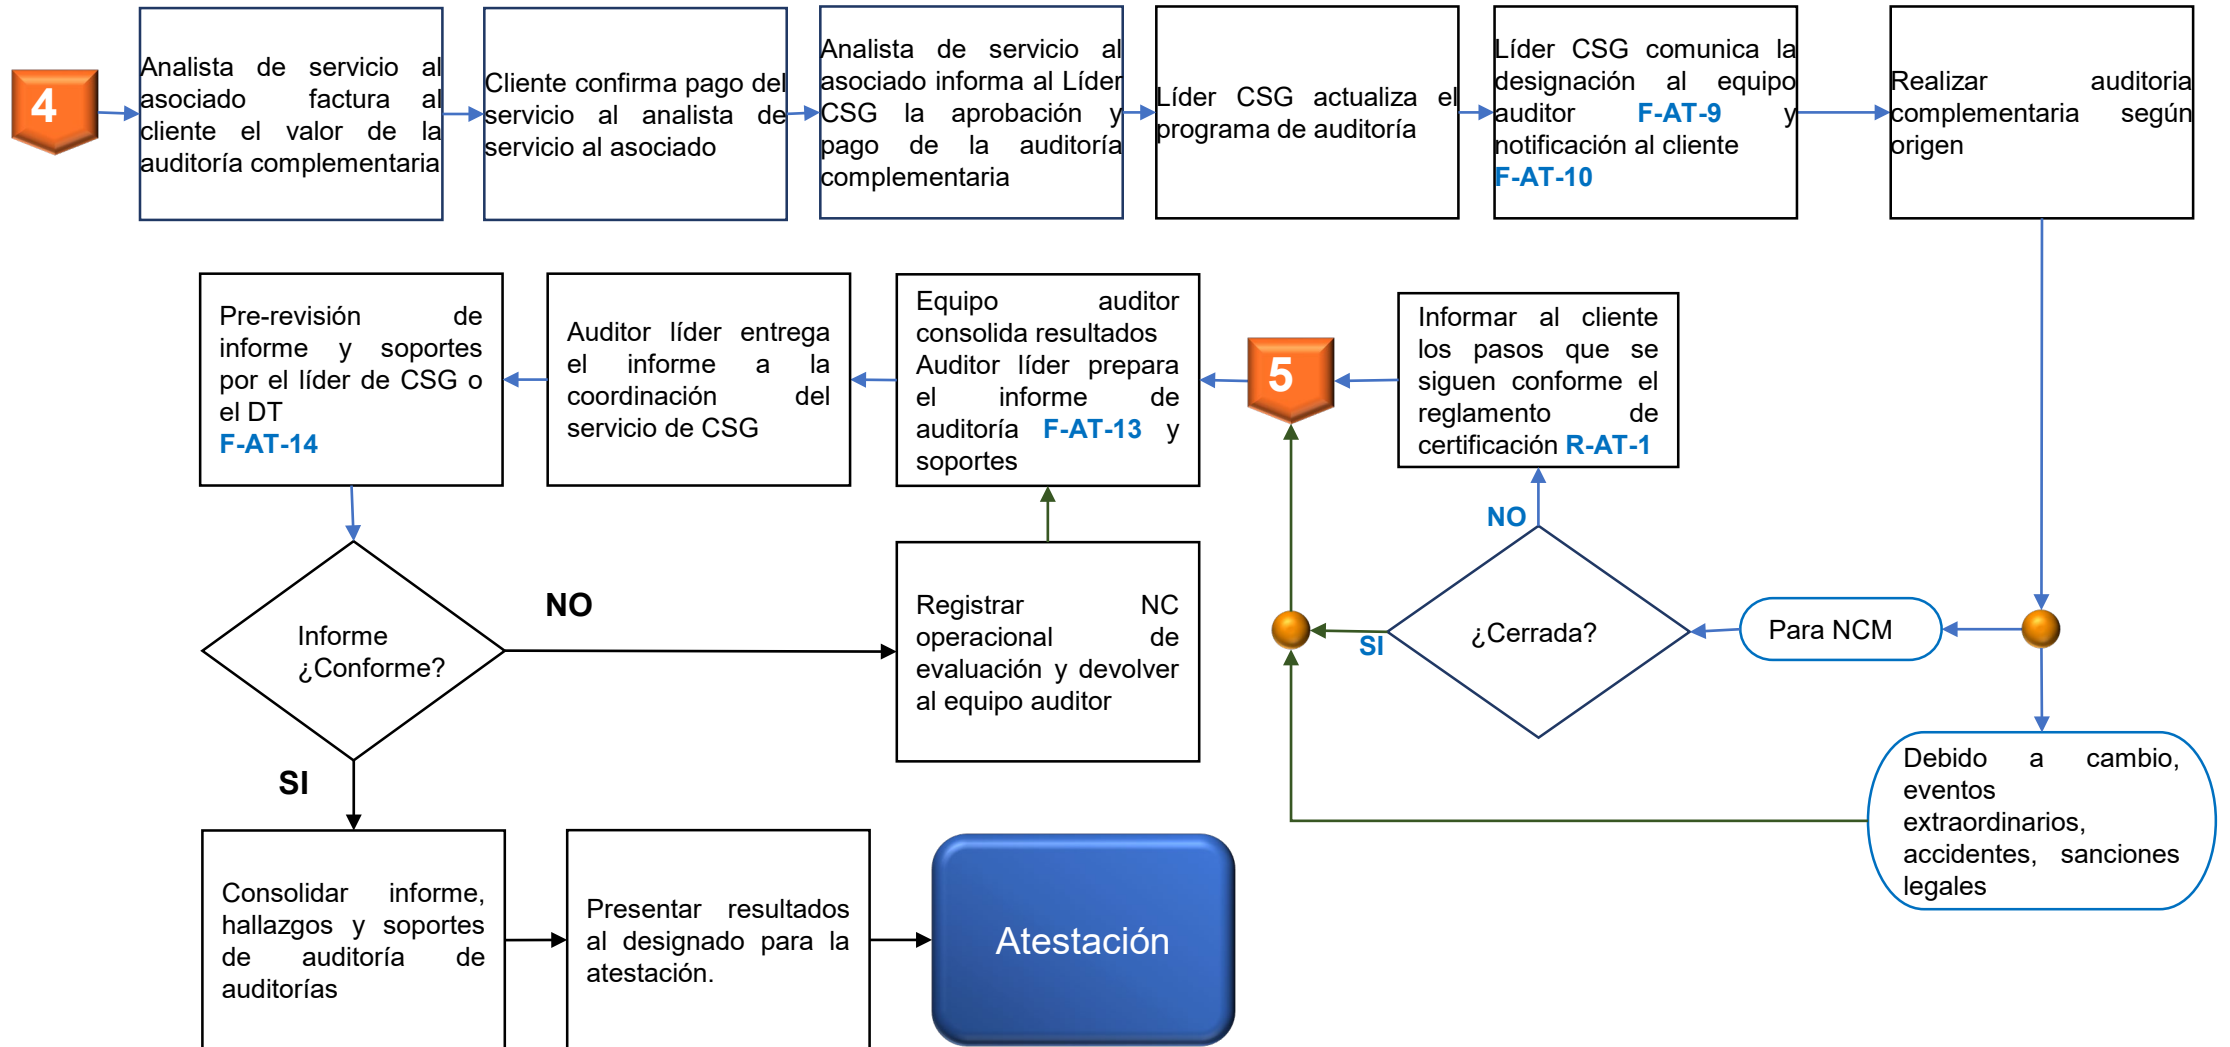 4
Analista de servicio al
asociado factura al
cliente el valor de la
auditoría complementaria
Cliente confirma pago del
servicio al analista de
servicio al asociado
Analista de servicio al
asociado informa al Líder
CSG la aprobación y
pago de la auditoría
complementaria
Líder CSG actualiza el
programa de auditoría
Líder CSG comunica la
designación al equipo
auditor F-AT-9 y
notificación al cliente
F-AT-10
Realizar auditoria
complementaria según
origen
Pre-revisión de
informe y soportes
por el líder de CSG o
el DT
F-AT-14
Auditor líder entrega
el informe a la
coordinación del
servicio de CSG
Equipo auditor
consolida resultados
Auditor líder prepara
el informe de
auditoría F-AT-13 y
soportes
5
Informar al cliente
los pasos que se
siguen conforme el
reglamento de
certificación R-AT-1
NO
Informe
¿Conforme?
NO
Registrar NC
operacional de
evaluación y devolver
al equipo auditor
SI
¿Cerrada?
Para NCM
SI
Debido a cambio,
eventos
extraordinarios,
accidentes, sanciones
legales
Consolidar informe,
hallazgos y soportes
de auditoría de
auditorías
Presentar resultados
al designado para la
atestación.
Atestación